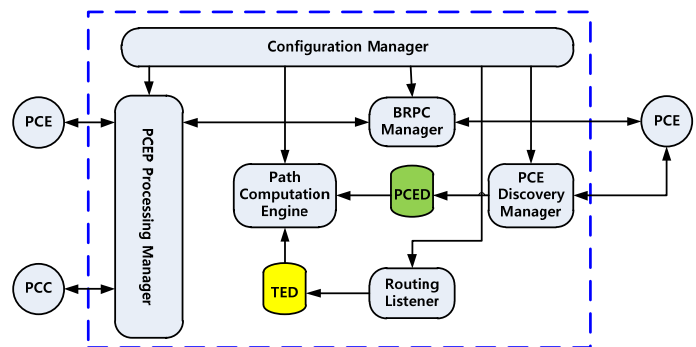 Configuration Manager
PCE
PCEP Processing Manager
BRPC
Manager
PCE
Path
Computation
Engine
PCED
PCE
Discovery
Manager
PCC
TED
Routing
Listener